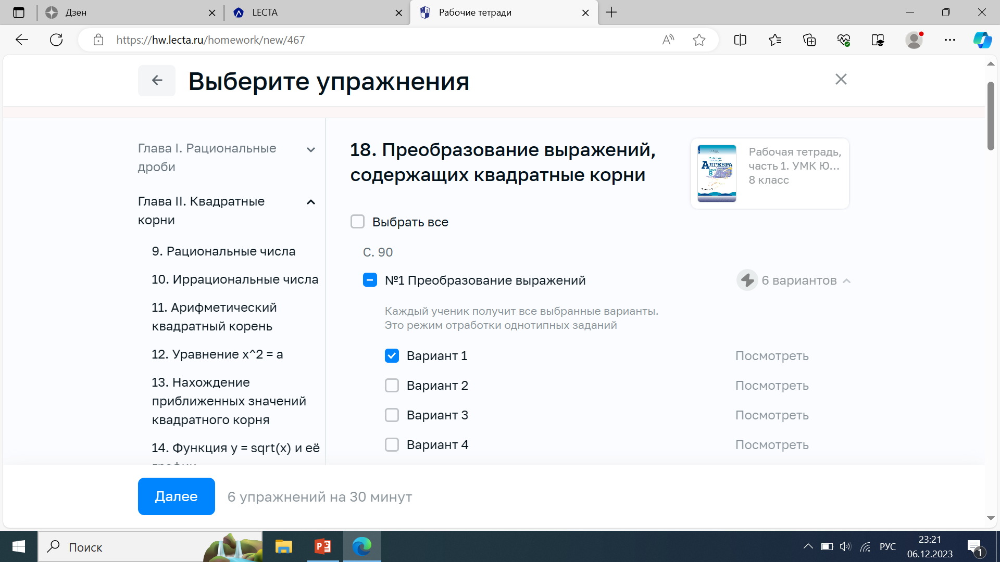 Дзен
LECTA
Рабочие тетради
https://hw.lecta.ru/homework/new/467
Выберите упражнения
Глава I. Рациональные
дроби
Глава II. Квадратные
корни
9. Рациональные числа
10. Иррациональные числа
11. Арифметический
квадратный корень
12. Уравнение x^2 = a
13. Нахождение
приближенных значений
квадратного корня
14. Функция y = sqrt(x) и её
график
18. Преобразование выражений,
содержащих квадратные корни
АЛГЕБРА
8
Рабочая тетрадь,
часть 1. УМК Ю...
8 класс
Выбрать все
С. 90
№1 Преобразование выражений
6 вариантов
Каждый ученик получит все выбранные варианты.
Это режим отработки однотипных заданий
Вариант 1
Посмотреть
Вариант 2
Посмотреть
Вариант 3
Посмотреть
Вариант 4
Посмотреть
Далее
6 упражнений на 30 минут
Поиск
РУС
23:21
06.12.2023
1